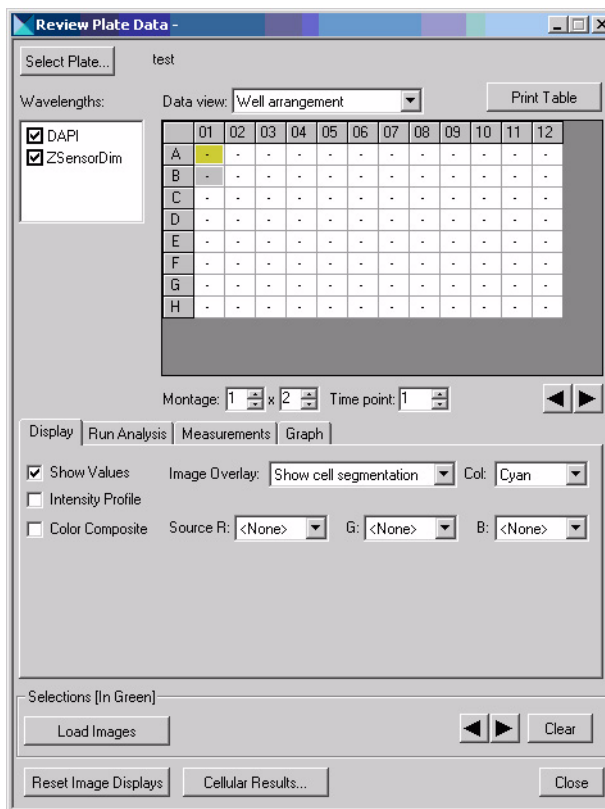 Review Plate Data -
Select Plate... test
Wavelengths: Data view: Well arrangement Print Table
DAPI
ZSensorDim
01 02 03 04 05 06 07 08 09 10 11 12
A - - - - - - - - - - - -
B - - - - - - - - - - - -
C - - - - - - - - - - - -
D - - - - - - - - - - - -
E - - - - - - - - - - - -
F - - - - - - - - - - - -
G - - - - - - - - - - - -
H - - - - - - - - - - - -
Montage: 1 x 2 Time point: 1
Display Run Analysis Measurements Graph
Show Values Image Overlay: Show cell segmentation Col: Cyan
Intensity Profile
Color Composite Source R: <None> G: <None> B: <None>
Selections [In Green]
Load Images Clear
Reset Image Displays Cellular Results... Close